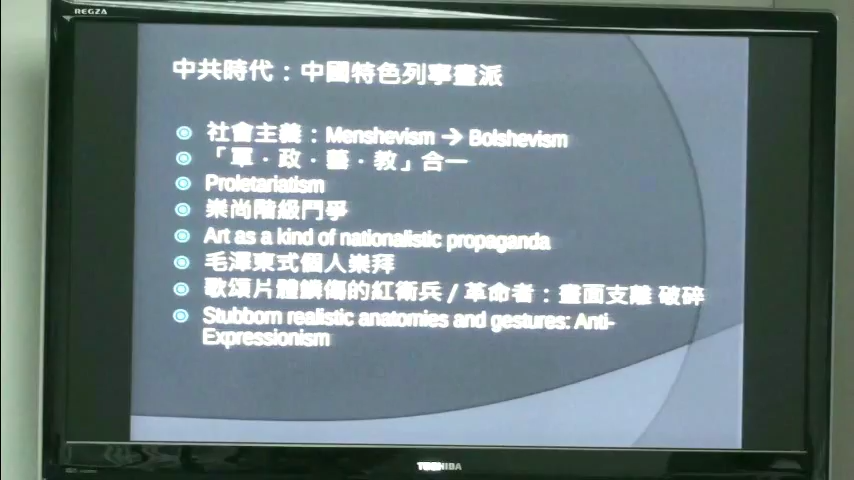 REGZA
中共時代：中國特色列寧畫派
社會主義：Menshevism → Bolshevism
「軍．政．藝．教」合一
Proletariatism
崇尚階級鬥爭
Art as a kind of nationalistic propaganda
毛澤東式個人崇拜
歌頌片體鱗傷的紅衛兵 / 革命者：畫面支離 破碎
Stubborn realistic anatomies and gestures: Anti-
Expressionism
TOSHIBA